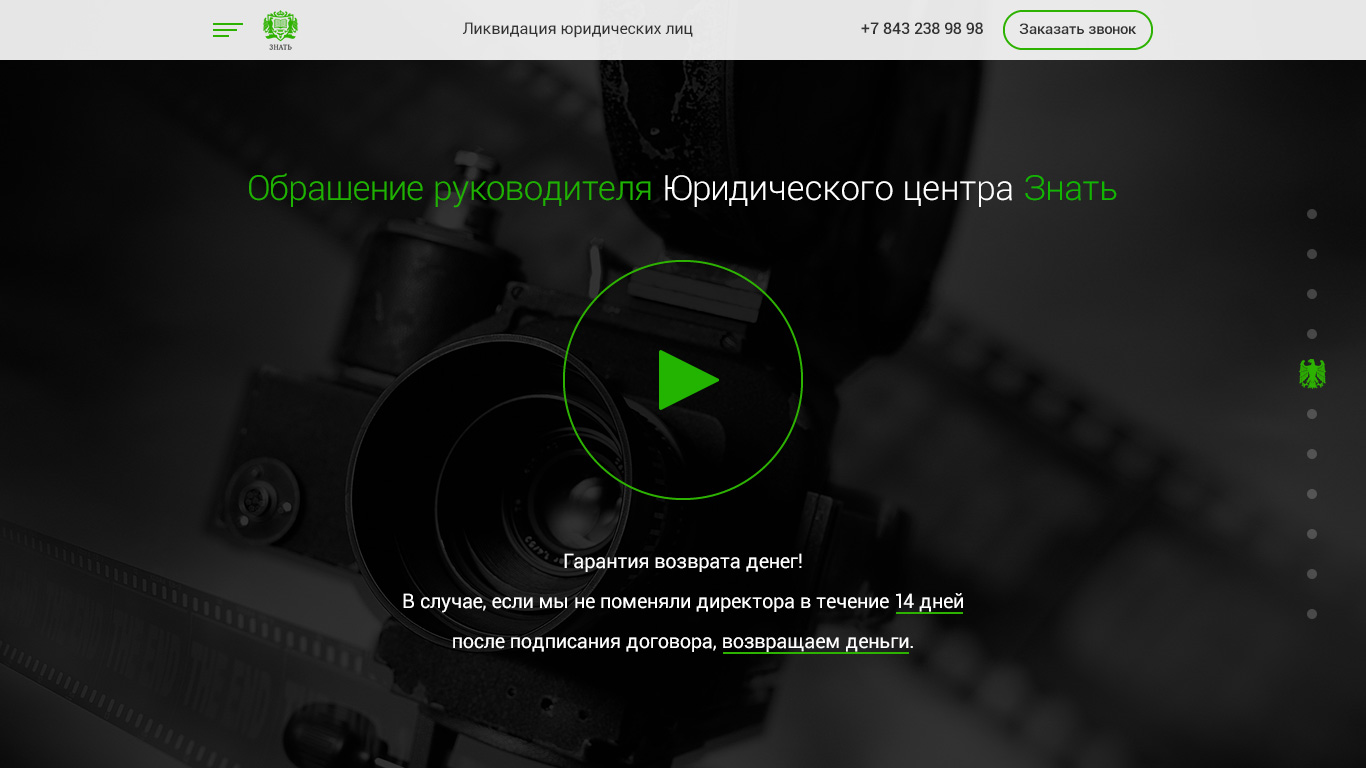 ЗНАТЬ
Ликвидация юридических лиц
+7 843 238 98 98
Заказать звонок
Обрашение руководителя Юридического центра Знать
Гарантия возврата денег!
В случае, если мы не поменяли директора в течение 14 дней
после подписания договора, возвращаем деньги.